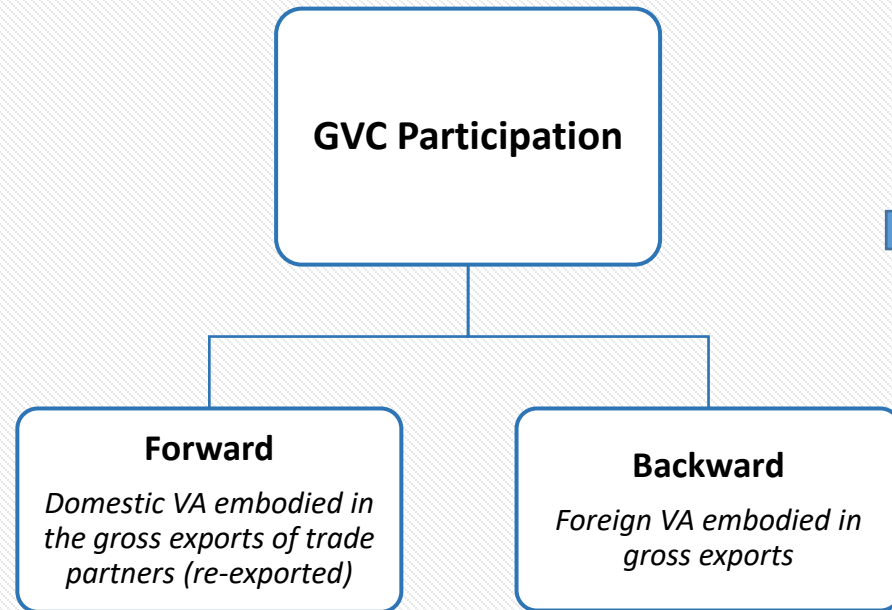 GVC Participation
Forward
Domestic VA embodied in
the gross exports of trade
partners (re-exported)
Backward
Foreign VA embodied in
gross exports